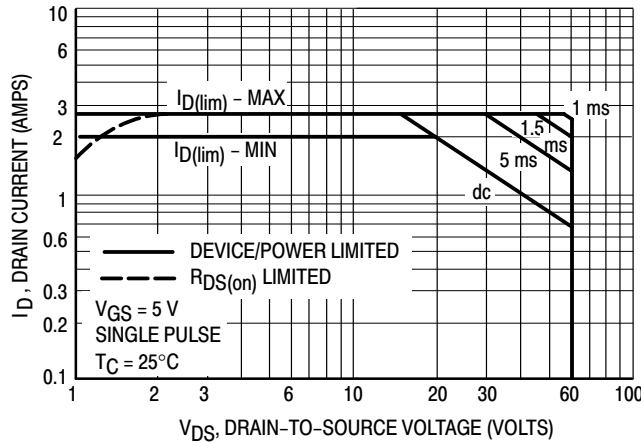 10
6
3
2
1
0.6
0.3
0.2
0.1
I_D, DRAIN CURRENT (AMPS)
I_D(lim) – MAX
I_D(lim) – MIN
1 ms
1.5
ms
5 ms
dc
DEVICE/POWER LIMITED
R_DS(on) LIMITED
V_GS = 5 V
SINGLE PULSE
T_C = 25°C
1 2 3 10 20 30 60 100
V_DS, DRAIN–TO–SOURCE VOLTAGE (VOLTS)